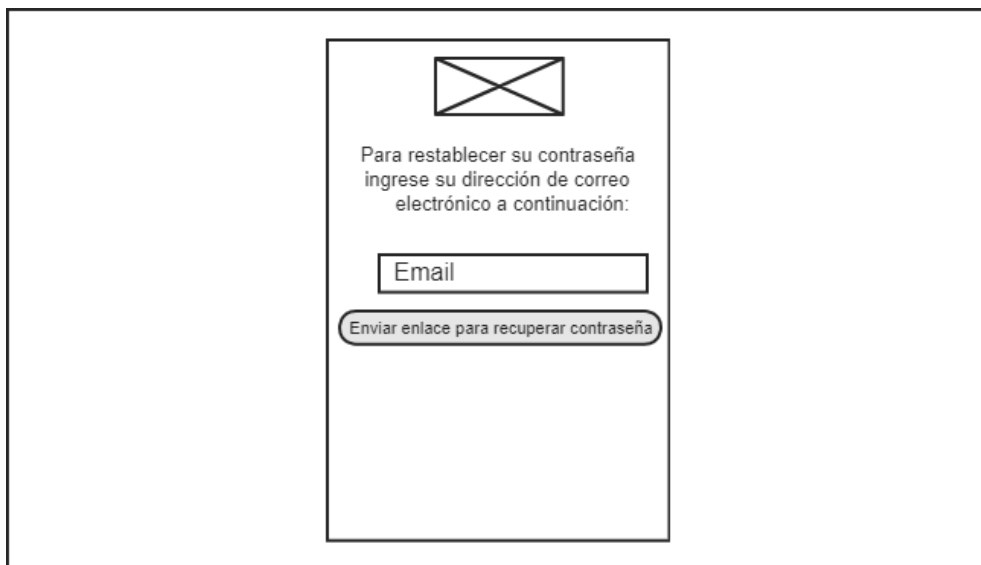 Para restablecer su contraseña
ingrese su dirección de correo
electrónico a continuación:
Email
Enviar enlace para recuperar contraseña